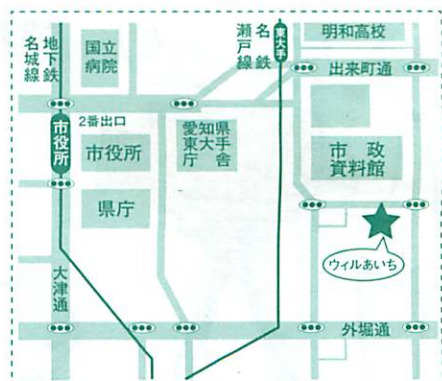 地下鉄
名城線
国立
病院
名鉄
瀬戸線
東大手
明和高校
出来町通
2番出口
市役所
市役所
愛知県
東大手
庁舎
市政
資料館
県庁
ウィルあいち
大津通
外堀通